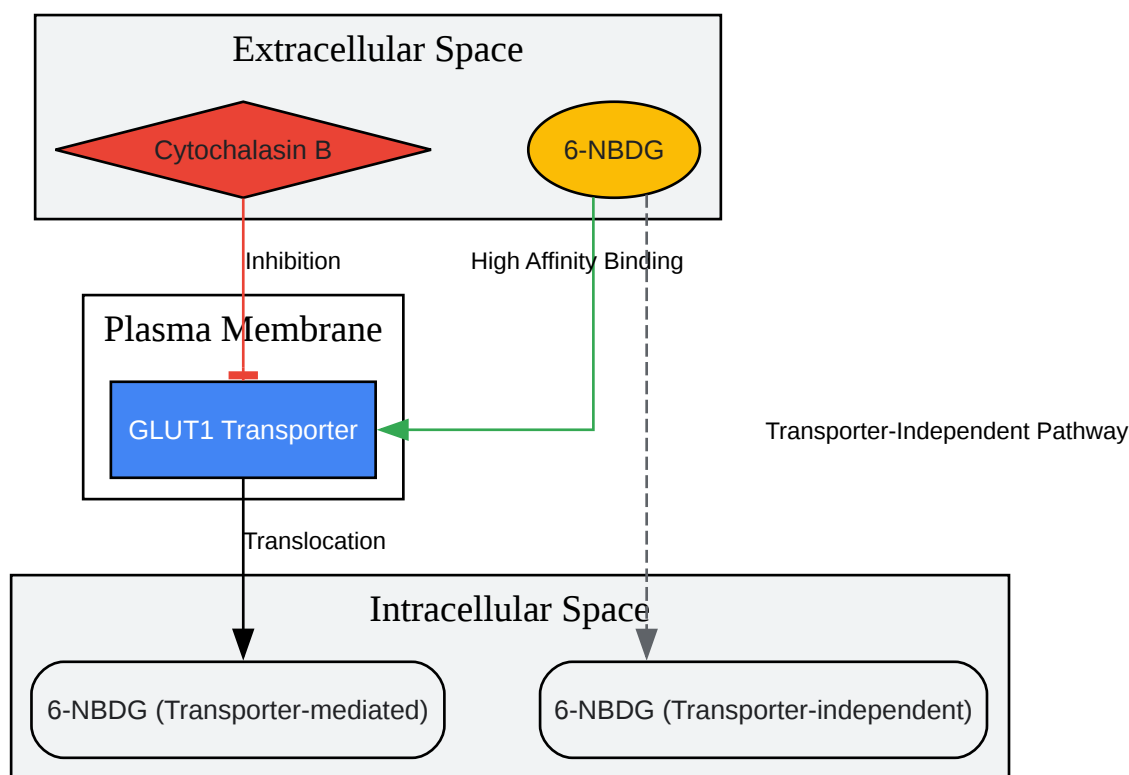 Extracellular Space
Cytochalasin B
6-NBDG
Inhibition
High Affinity Binding
Plasma Membrane
GLUT1 Transporter
Transporter-Independent Pathway
Translocation
Intracellular Space
6-NBDG (Transporter-mediated)
6-NBDG (Transporter-independent)